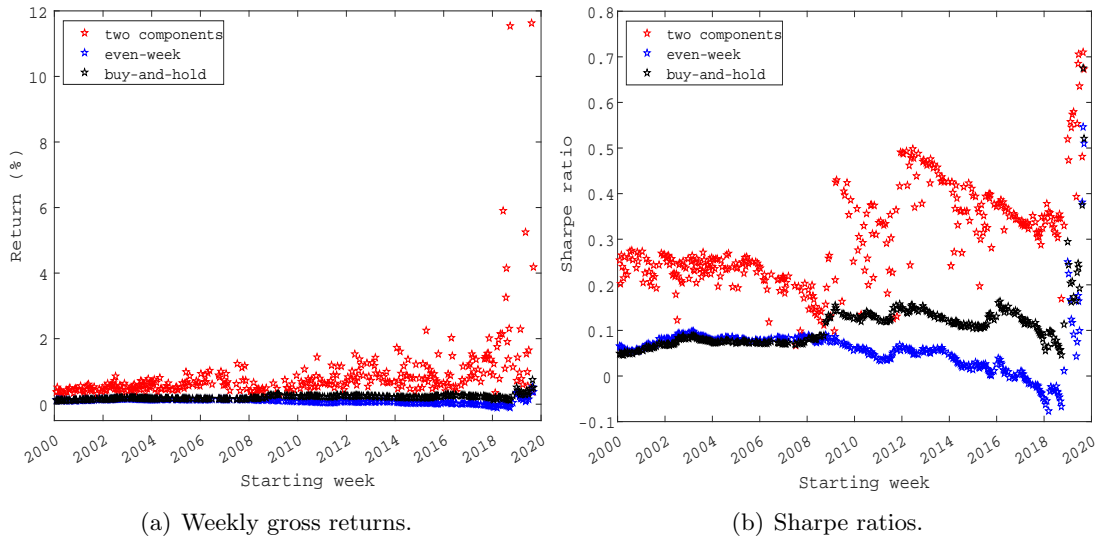 12
10
8
6
4
2
0
Return (%)
two components
even-week
buy-and-hold
2000 2002 2004 2006 2008 2010 2012 2014 2016 2018 2020
Starting week
(a) Weekly gross returns.
0.8
0.7
0.6
0.5
0.4
0.3
0.2
0.1
0
-0.1
Sharpe ratio
two components
even-week
buy-and-hold
2000 2002 2004 2006 2008 2010 2012 2014 2016 2018 2020
Starting week
(b) Sharpe ratios.